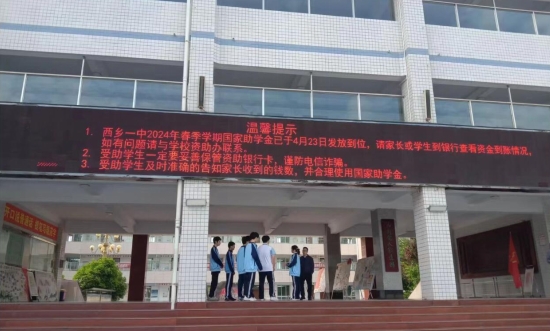 温馨提示
1. 西乡一中2024年春季学期国家助学金已于4月23日发放到位，请家长或学生到银行查看资金到账情况，
如有问题请与学校资助办联系。
2. 受助学生一定要妥善保管资助银行卡，谨防电信诈骗。
3. 受助学生及时准确的告知家长收到的钱数，并合理使用国家助学金。